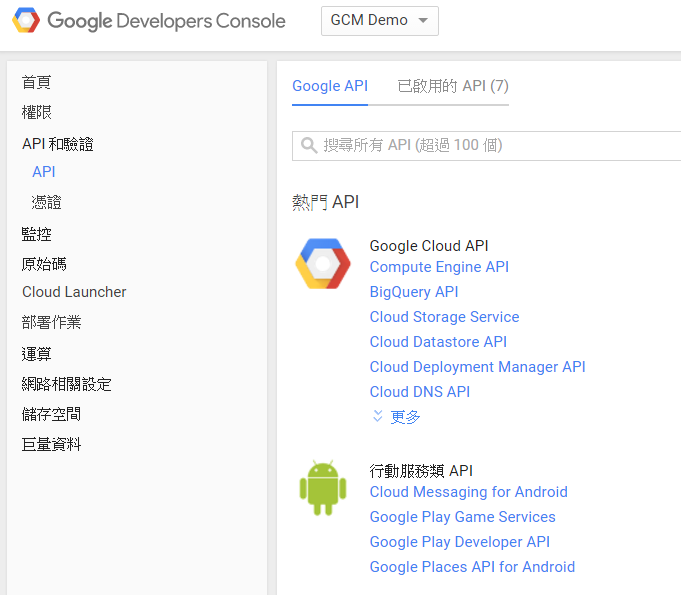 Google Developers Console
GCM Demo
首頁
權限
API 和驗證
API
憑證
監控
原始碼
Cloud Launcher
部署作業
運算
網路相關設定
儲存空間
巨量資料
Google API
已啟用的 API (7)
搜尋所有 API (超過 100 個)
熱門 API
Google Cloud API
Compute Engine API
BigQuery API
Cloud Storage Service
Cloud Datastore API
Cloud Deployment Manager API
Cloud DNS API
更多
行動服務類 API
Cloud Messaging for Android
Google Play Game Services
Google Play Developer API
Google Places API for Android